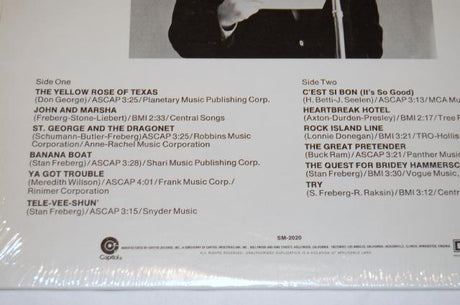 Side One
THE YELLOW ROSE OF TEXAS
(Don George)/ASCAP 3:25/Planetary Music Publishing Corp.
JOHN AND MARSHA
(Freberg-Stone-Liebert)/BMI 2:33/Central Songs
ST. GEORGE AND THE DRAGONET
(Schumann-Butler-Freberg)ASCAP 3:25/Robbins Music
Corporation/Anne-Rachel Music Corporation
BANANA BOAT
(Stan Freberg)/ASCAP 3:28)/Shari Music Publishing Corp.
YA GOT TROUBLE
(Meredith Willson)/ASCAP 4:01/Frank Music Corp./
Rinimer Corporation
TELE-VEE-SHUN'
(Stan Freberg)/ASCAP 3:15/Snyder Music
Side Two
C'EST SI BON (It's So Good)
(H. Betti-J. Seelen)/ASCAP 3:13/MCA Mu
HEARTBREAK HOTEL
(Axton-Durden-Presley)/BMI 2:17/Tree P
ROCK ISLAND LINE
(Lonnie Donegan)/BMI 3:21/TRO-Hollis
THE GREAT PRETENDER
(Buck Ram)/ASCAP 3:21/Panther Music
THE QUEST FOR BRIDEY HAMMERSC
(Stan Freberg)/BMI 3:30/Vogue Music,
TRY
(S. Freberg-R. Raksin)/BMI 3:12/Centr
SM-2020
Capitol